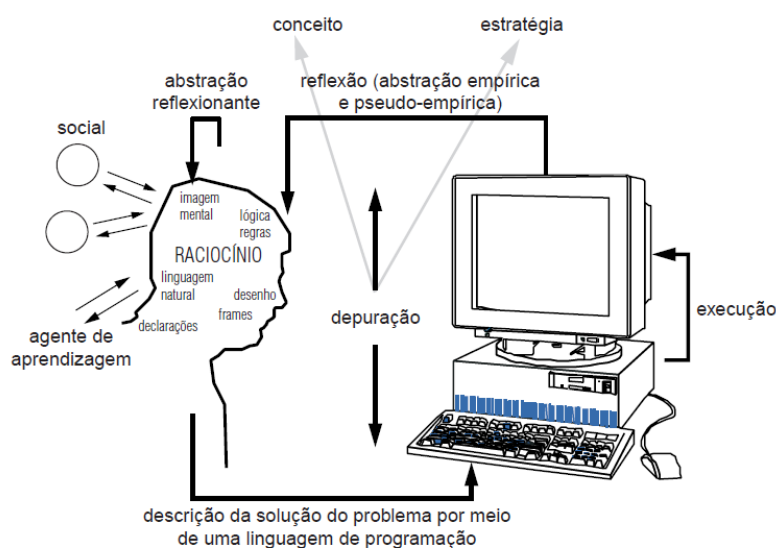 conceito
estratégia
abstração
reflexionante
reflexão (abstração empírica
e pseudo-empírica)
social
imagem
mental
lógica
regras
RACIOCÍNIO
linguagem
natural
desenho
frames
declarações
agente de
aprendizagem
depuração
execução
descrição da solução do problema por meio
de uma linguagem de programação